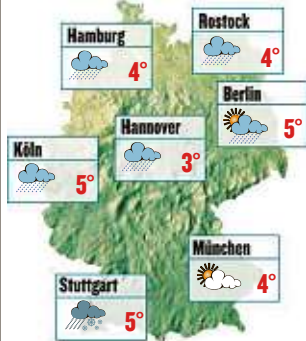 Rostock
4°
Hamburg
4°
Berlin
5°
Hannover
3°
Köln
5°
München
4°
Stuttgart
5°